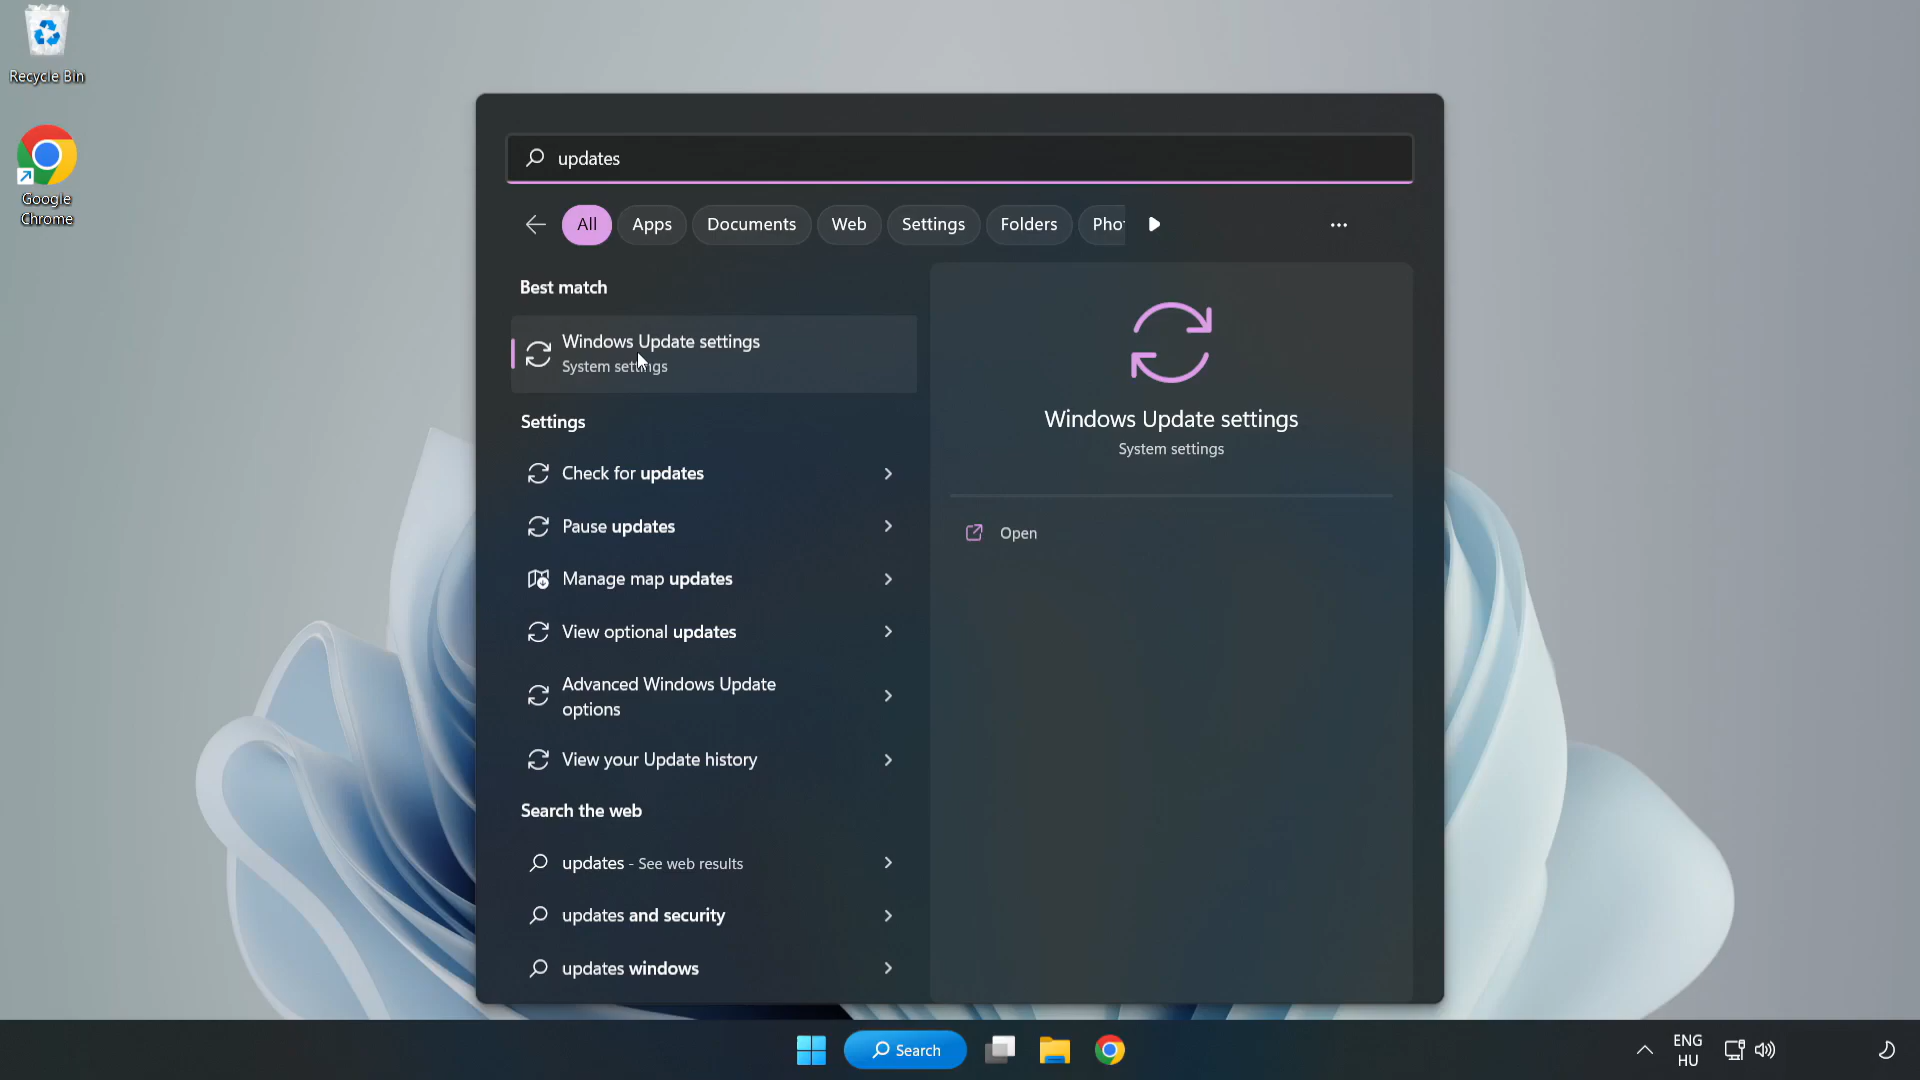 Recycle Bin
Google
Chrome
updates
All
Apps
Documents
Web
Settings
Folders
Best match
Windows Update settings
System settings
Settings
Check for updates
Pause updates
Manage map updates
View optional updates
Advanced Windows Update
options
View your Update history
Search the web
updates - See web results
updates and security
updates windows
Windows Update settings
System settings
Open
Search
ENG
HU